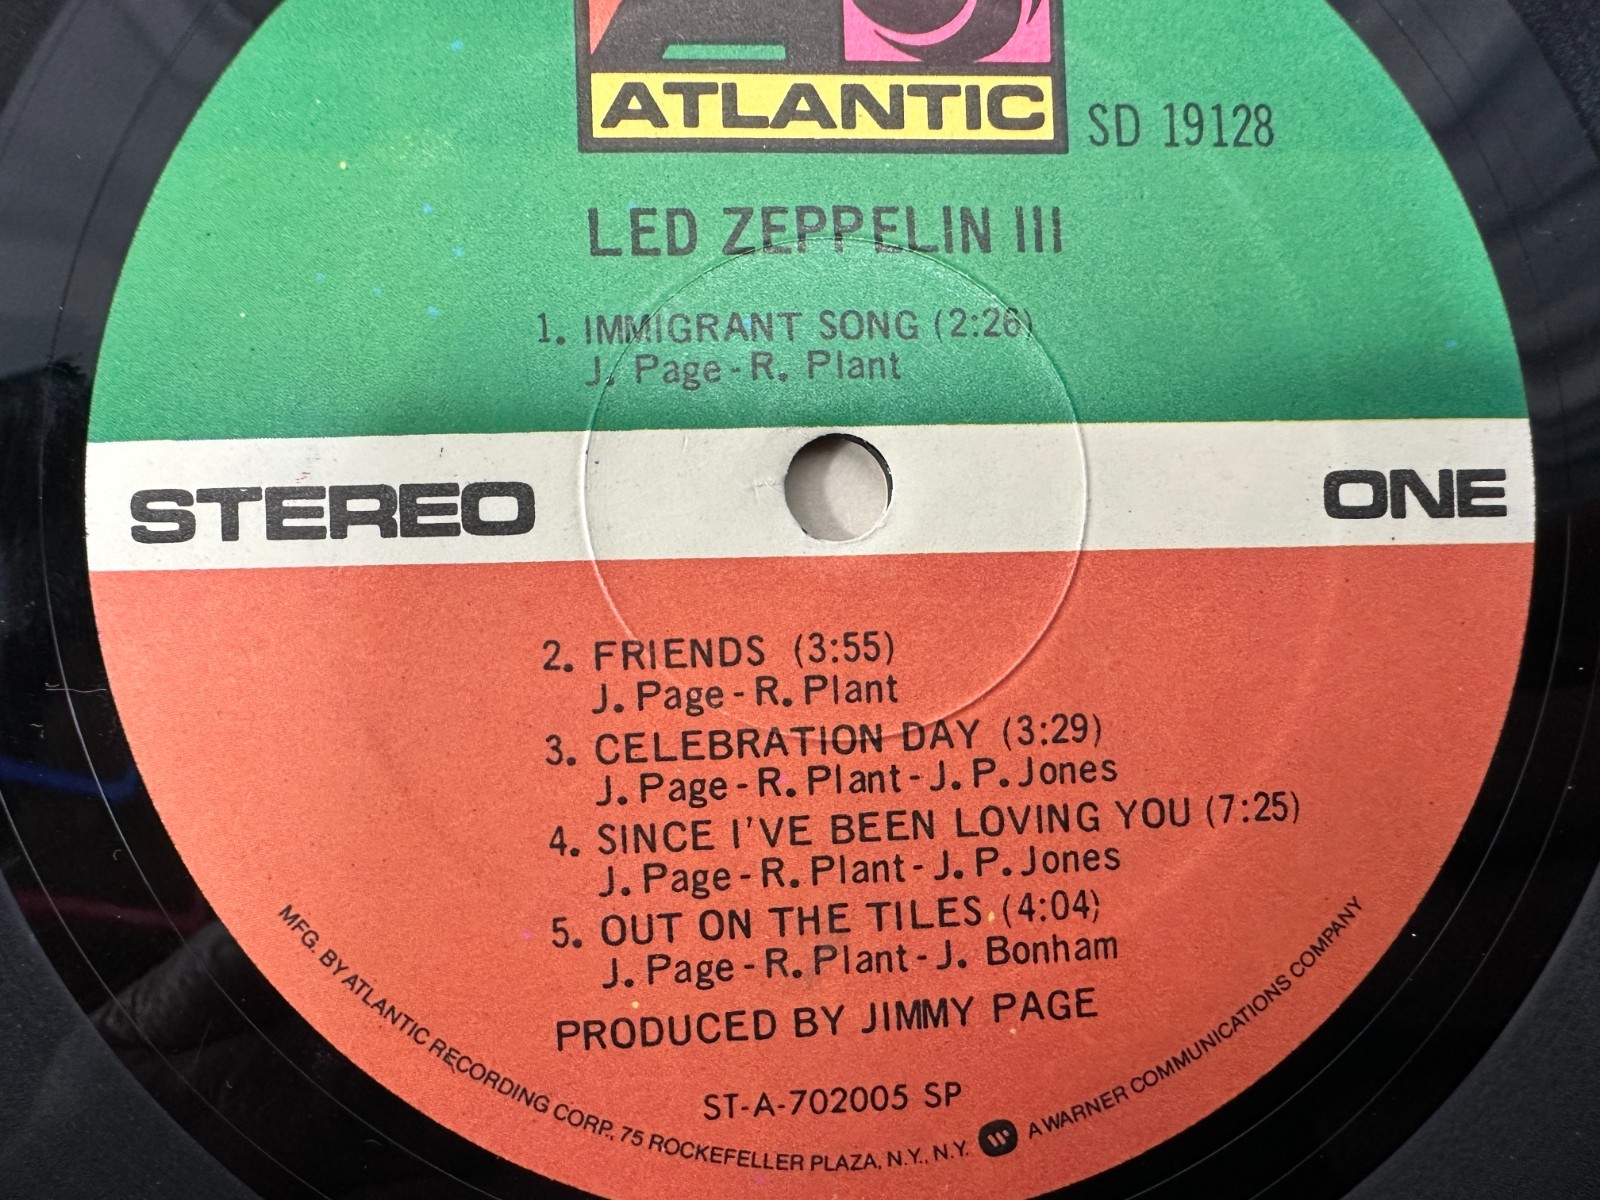 ATLANTIC
SD 19128
LED ZEPPELIN III
1. IMMIGRANT SONG (2:26)
J. Page - R. Plant
STEREO
ONE
2. FRIENDS (3:55)
J. Page - R. Plant
3. CELEBRATION DAY (3:29)
J. Page - R. Plant - J. P. Jones
4. SINCE I'VE BEEN LOVING YOU (7:25)
J. Page - R. Plant - J. P. Jones
5. OUT ON THE TILES (4:04)
J. Page - R. Plant - J. Bonham
PRODUCED BY JIMMY PAGE
ST-A-702005 SP
MFG. BY ATLANTIC RECORDING CORP., 75 ROCKEFELLER PLAZA, N.Y., N.Y. A WARNER COMMUNICATIONS COMPANY